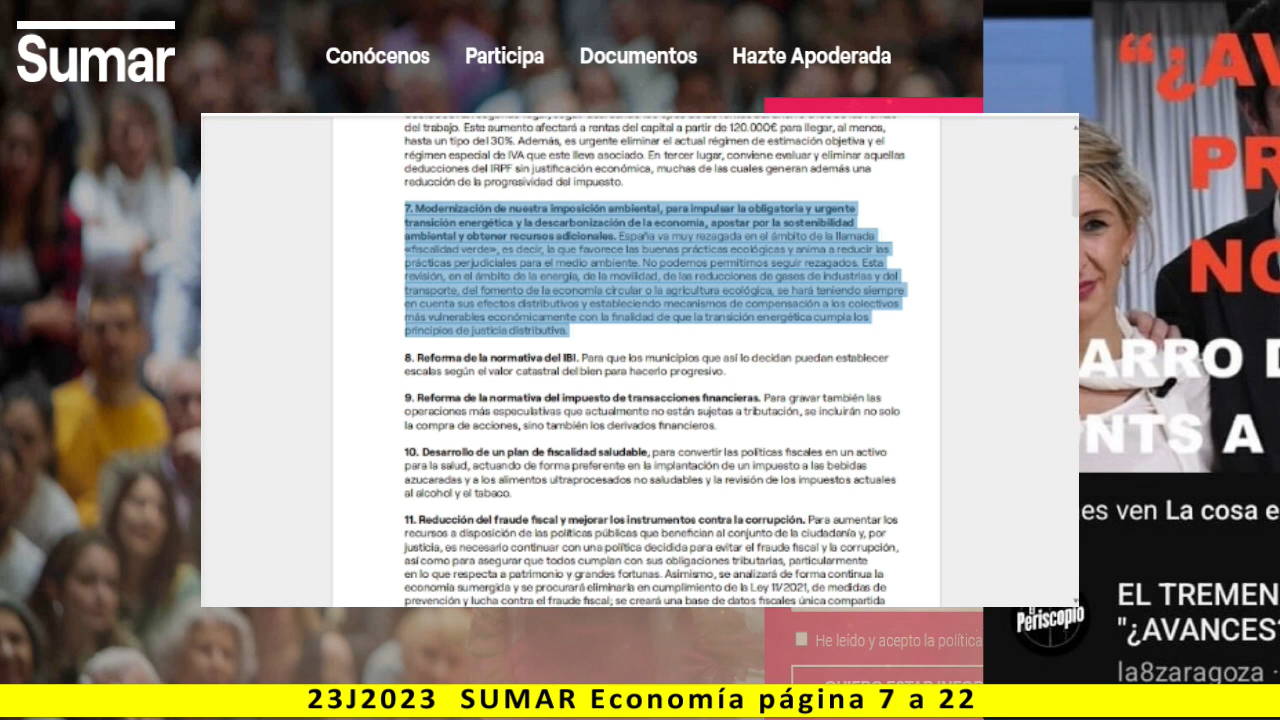 Sumar
Conócenos Participa Documentos Hazte Apoderada
del trabajo. Este aumento afectará a rentas del capital a partir de 120.000€ para llegar, al menos,
hasta un tipo del 30%. Además, es urgente eliminar el actual régimen de estimación objetiva y el
régimen especial de IVA que este lleva asociado. En tercer lugar, conviene evaluar y eliminar aquellas
deducciones del IRPF sin justificación económica, muchas de las cuales generan además una
reducción de la progresividad del impuesto.
7. Modernización de nuestra imposición ambiental, para impulsar la obligatoria y urgente
transición energética y la descarbonización de la economía, apostar por la sostenibilidad
ambiental y obtener recursos adicionales. España va muy rezagada en el ámbito de la llamada
«fiscalidad verde», es decir, la que favorece las buenas prácticas ecológicas y anima a reducir las
prácticas perjudiciales para el medio ambiente. No podemos permitirnos seguir rezagados. Esta
revisión, en el ámbito de la energía, de la movilidad, de las reducciones de gases de industrias y del
transporte, del fomento de la economía circular o la agricultura ecológica, se hará teniendo siempre
en cuenta sus efectos distributivos y estableciendo mecanismos de compensación a los colectivos
más vulnerables económicamente con la finalidad de que la transición energética cumpla los
principios de justicia distributiva.
8. Reforma de la normativa del IBI. Para que los municipios que así lo decidan puedan establecer
escalas según el valor catastral del bien para hacerlo progresivo.
9. Reforma de la normativa del impuesto de transacciones financieras. Para gravar también las
operaciones más especulativas que actualmente no están sujetas a tributación, se incluirán no solo
la compra de acciones, sino también los derivados financieros.
10. Desarrollo de un plan de fiscalidad saludable, para convertir las políticas fiscales en un activo
para la salud, actuando de forma preferente en la implantación de un impuesto a las bebidas
azucaradas y a los alimentos ultraprocesados no saludables y la revisión de los impuestos actuales
al alcohol y el tabaco.
11. Reducción del fraude fiscal y mejorar los instrumentos contra la corrupción. Para aumentar los
recursos a disposición de las políticas públicas que benefician al conjunto de la ciudadanía y, por
justicia, es necesario continuar con una política decidida para evitar el fraude fiscal y la corrupción,
así como para asegurar que todos cumplan con sus obligaciones tributarias, particularmente
en lo que respecta a patrimonio y grandes fortunas. Asimismo, se analizará de forma continua la
economía sumergida y se procurará eliminarla en cumplimiento de la Ley 11/2021, de medidas de
prevención y lucha contra el fraude fiscal; se creará una base de datos fiscales única compartida
“¿AV
PR
NO
ARRO D
NTS A
es ven La cosa e
El Periscopio
EL TREMEN
"¿AVANCES?
la8zaragoza ·
He leído y acepto la política
23J2023 SUMAR Economía página 7 a 22